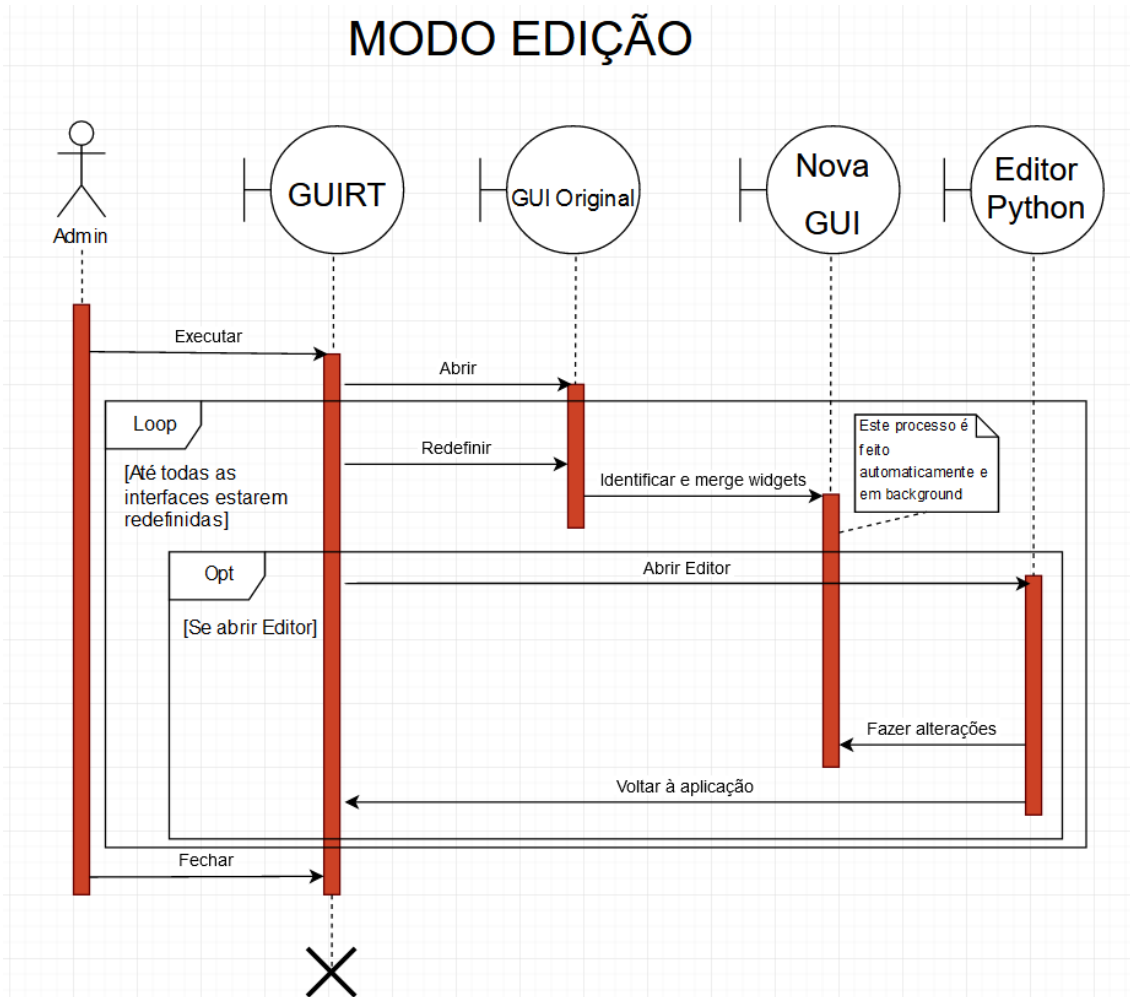 MODO EDIÇÃO
Admin
GUIRT
GUI Original
Nova
GUI
Editor
Python
Executar
Abrir
Loop
[Até todas as
interfaces estarem
redefinidas]
Redefinir
Identificar e merge widgets
Este processo é
feito
automaticamente e
em background
Opt
[Se abrir Editor]
Abrir Editor
Fazer alterações
Voltar à aplicação
Fechar